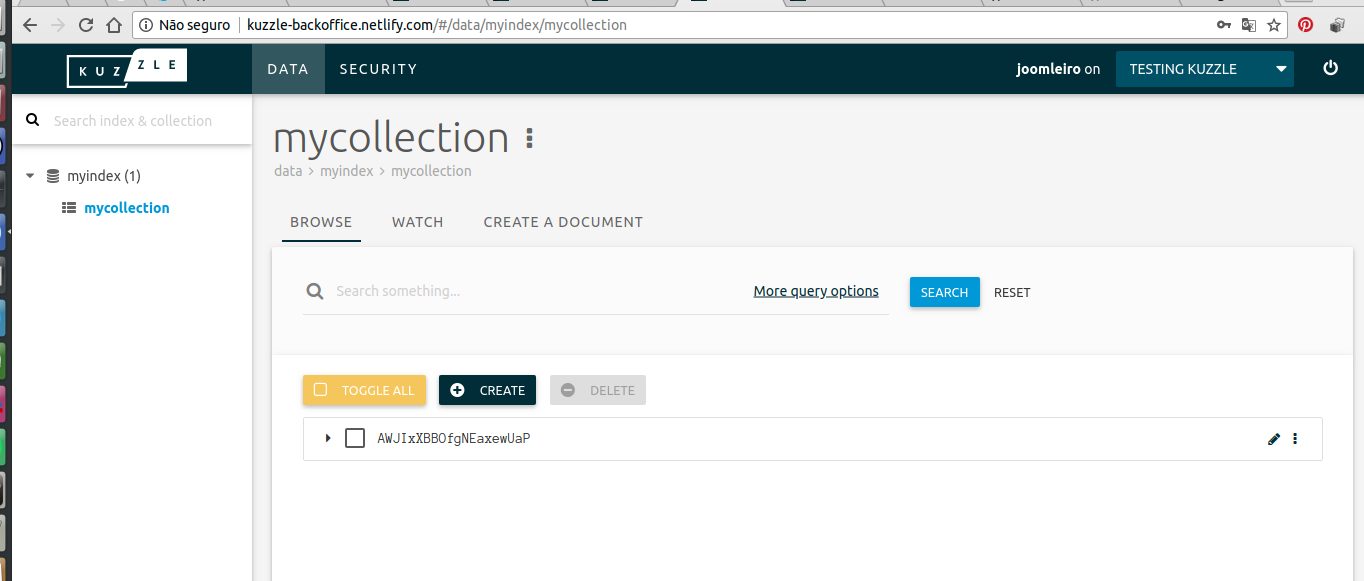 Não seguro kuzzle-backoffice.netlify.com/#/data/myindex/mycollection
KUZZLE DATA SECURITY joomleiro on TESTING KUZZLE
Search index & collection
myindex (1)
mycollection
mycollection
data > myindex > mycollection
BROWSE WATCH CREATE A DOCUMENT
Search something... More query options SEARCH RESET
TOGGLE ALL CREATE DELETE
AWJIxXBBOfgNEaxewUaP